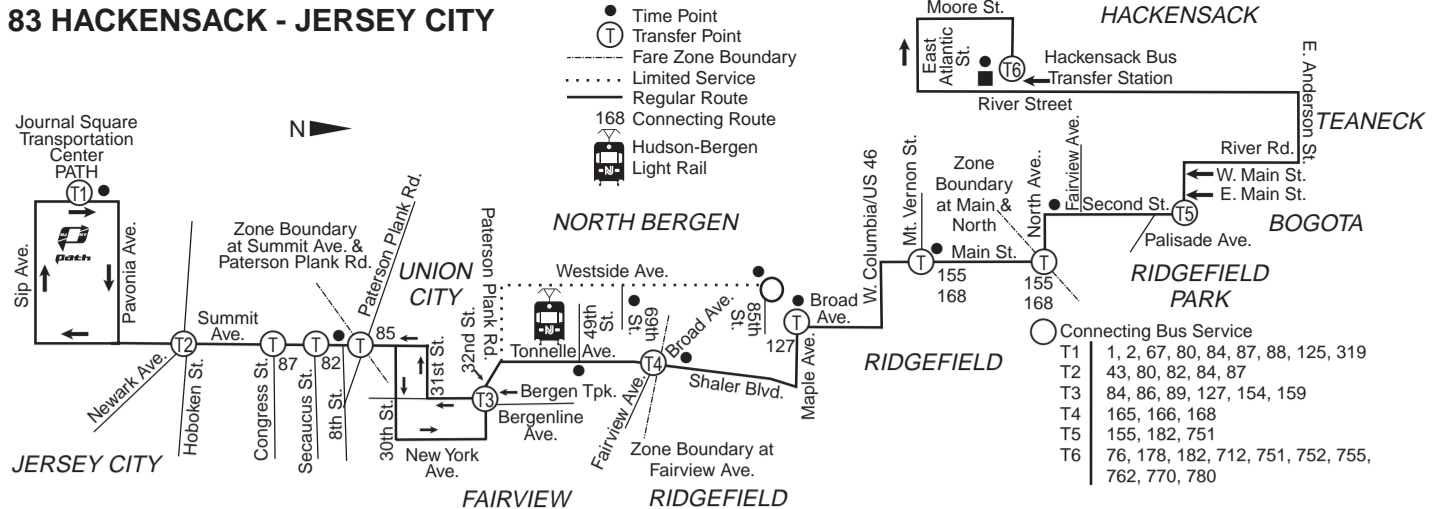 83 HACKENSACK - JERSEY CITY
Time Point
T Transfer Point
Fare Zone Boundary
Limited Service
Regular Route
168 Connecting Route
Hudson-Bergen
Light Rail
N
Moore St.
HACKENSACK
East
Atlantic
St.
T6
Hackensack Bus
Transfer Station
River Street
E. Anderson St.
TEANECK
River Rd.
W. Main St.
E. Main St.
BOGOTA
Journal Square
Transportation
Center
PATH
T1
path
Sip Ave.
Pavonia Ave.
Newark Ave.
T2
Hoboken St.
Summit
Ave.
JERSEY CITY
Zone Boundary
at Summit Ave. &
Paterson Plank Rd.
T
87
Congress St.
T
82
Secaucus St.
8th St.
T
Paterson Plank Rd.
85
UNION
CITY
30th St.
31st St.
32nd St.
Paterson
Plank Rd.
T3
Bergen Tpk.
Bergenline
Ave.
New York
Ave.
NORTH BERGEN
Westside Ave.
Tonnelle Ave.
49th
St.
69th
St.
T4
Broad Ave.
Fairview Ave.
Shaler Blvd.
85th
St.
127
T
Zone Boundary at
Fairview Ave.
FAIRVIEW
RIDGEFIELD
Maple Ave.
Broad
Ave.
W. Columbia/US 46
RIDGEFIELD
Mt. Vernon St.
T
155
168
Main St.
Zone
Boundary
at Main &
North
North Ave..
T
155
168
Fairview Ave.
Second St.
T5
Palisade Ave.
RIDGEFIELD
PARK
Connecting Bus Service
T1 1, 2, 67, 80, 84, 87, 88, 125, 319
T2 43, 80, 82, 84, 87
T3 84, 86, 89, 127, 154, 159
T4 165, 166, 168
T5 155, 182, 751
T6 76, 178, 182, 712, 751, 752, 755,
762, 770, 780